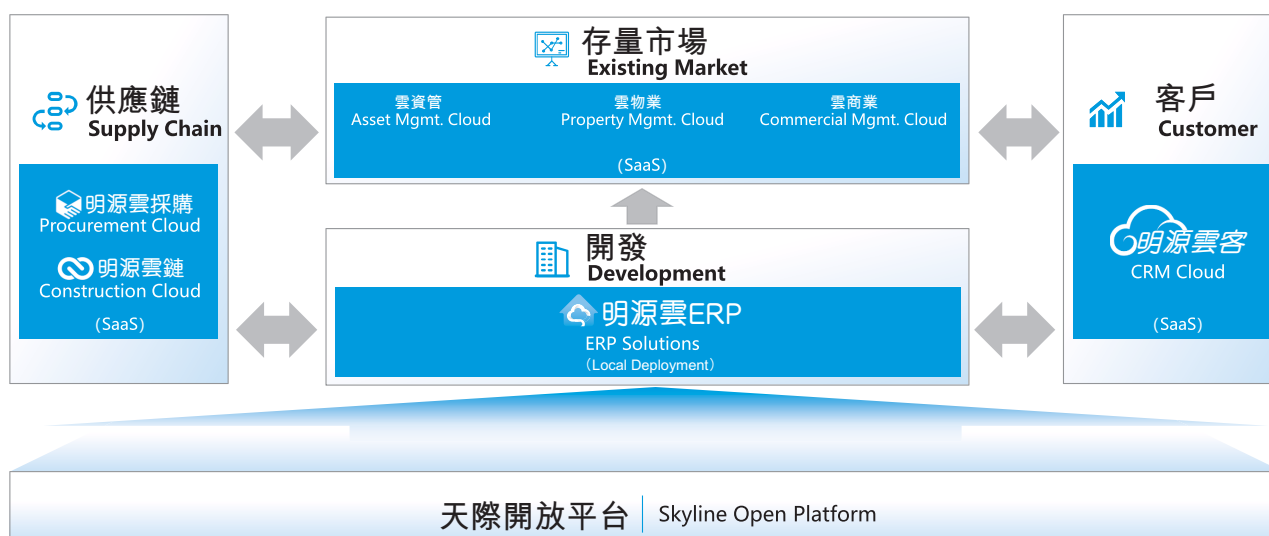 供應鏈
Supply Chain
明源雲採購
Procurement Cloud
明源雲鏈
Construction Cloud
(SaaS)
存量市場
Existing Market
雲資管
Asset Mgmt. Cloud
雲物業
Property Mgmt. Cloud
雲商業
Commercial Mgmt. Cloud
(SaaS)
開發
Development
明源雲ERP
ERP Solutions
(Local Deployment)
客戶
Customer
明源雲客
CRM Cloud
(SaaS)
天際開放平台 | Skyline Open Platform